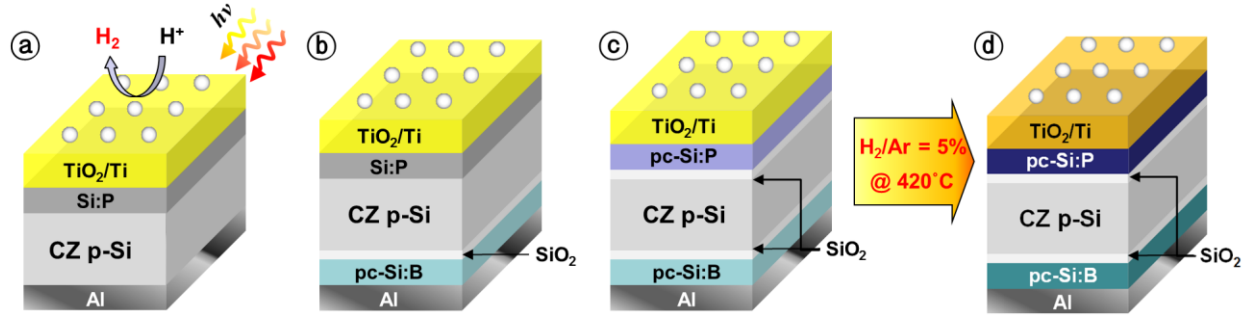 ⓐ
H₂
H⁺
hν
TiO₂/Ti
Si:P
CZ p-Si
Al
ⓑ
TiO₂/Ti
Si:P
CZ p-Si
SiO₂
pc-Si:B
ⓒ
TiO₂/Ti
pc-Si:P
CZ p-Si
SiO₂
pc-Si:B
H₂/Ar = 5%
@ 420˚C
ⓓ
TiO₂/Ti
pc-Si:P
CZ p-Si
SiO₂
pc-Si:B
Al